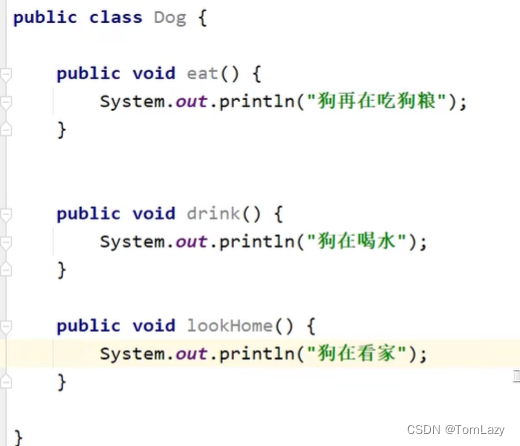 public class Dog {
public void eat() {
System.out.println("狗再在吃狗粮");
}
public void drink() {
System.out.println("狗在喝水");
}
public void lookHome() {
System.out.println("狗在看家");
}
}
CSDN @TomLazy